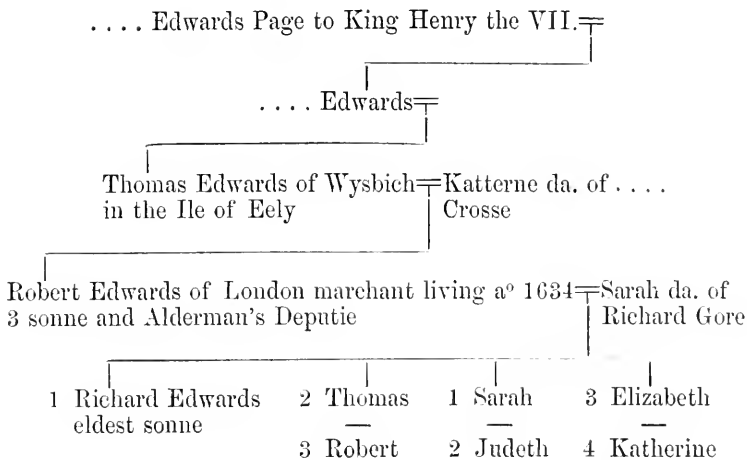 . . . . Edwards Page to King Henry the VII.
. . . . Edwards
Thomas Edwards of Wysbich=Katterne da. of . . . .
in the Ile of Eely Crosse
Robert Edwards of London marchant living aº 1634=Sarah da. of
3 sonne and Alderman's Deputie Richard Gore
1 Richard Edwards 2 Thomas 1 Sarah 3 Elizabeth
eldest sonne
3 Robert 2 Judeth 4 Katherine